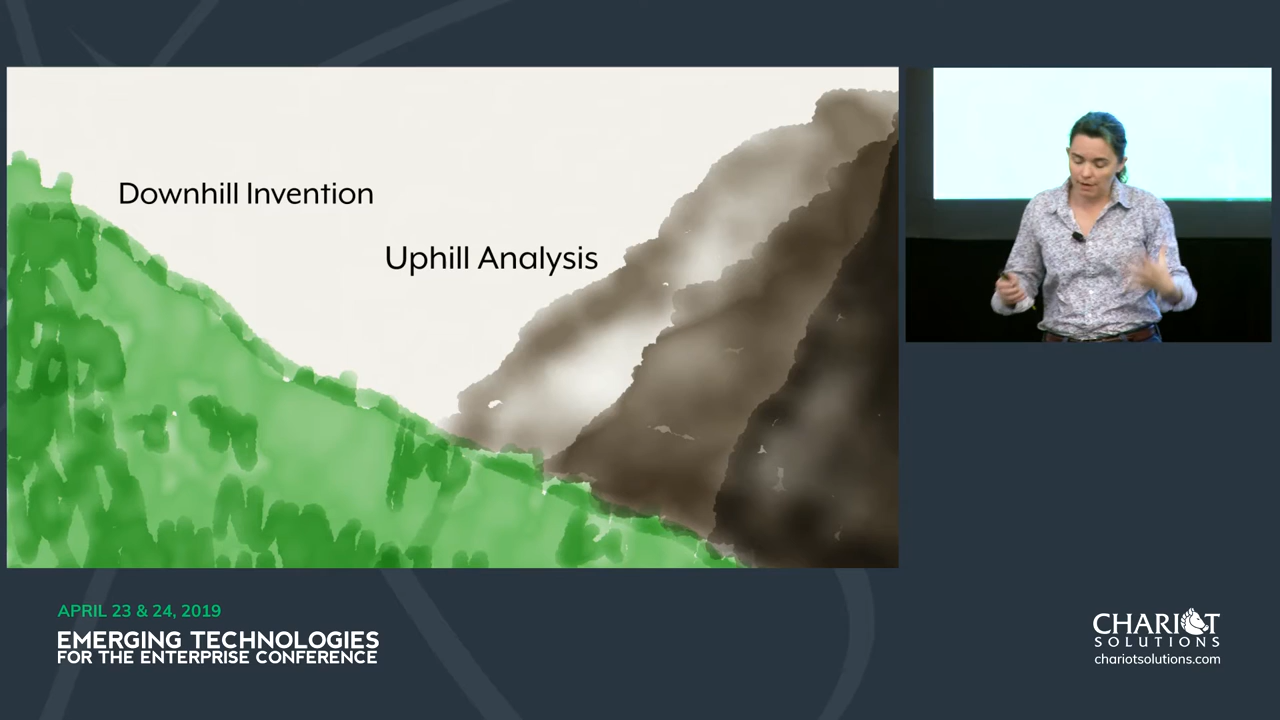 Downhill Invention
Uphill Analysis
APRIL 23 & 24, 2019
EMERGING TECHNOLOGIES
FOR THE ENTERPRISE CONFERENCE
CHARIOT
SOLUTIONS
chariotsolutions.com